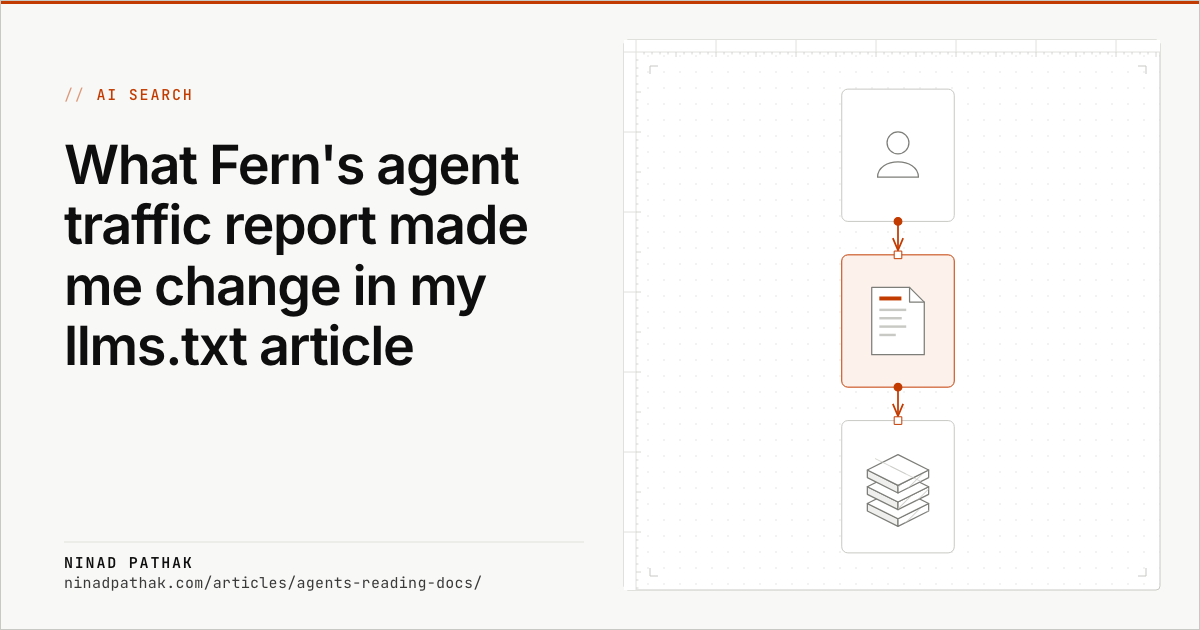 // AI SEARCH
What Fern's agent
traffic report made
me change in my
llms.txt article
NINAD PATHAK
ninadpathak.com/articles/agents-reading-docs/